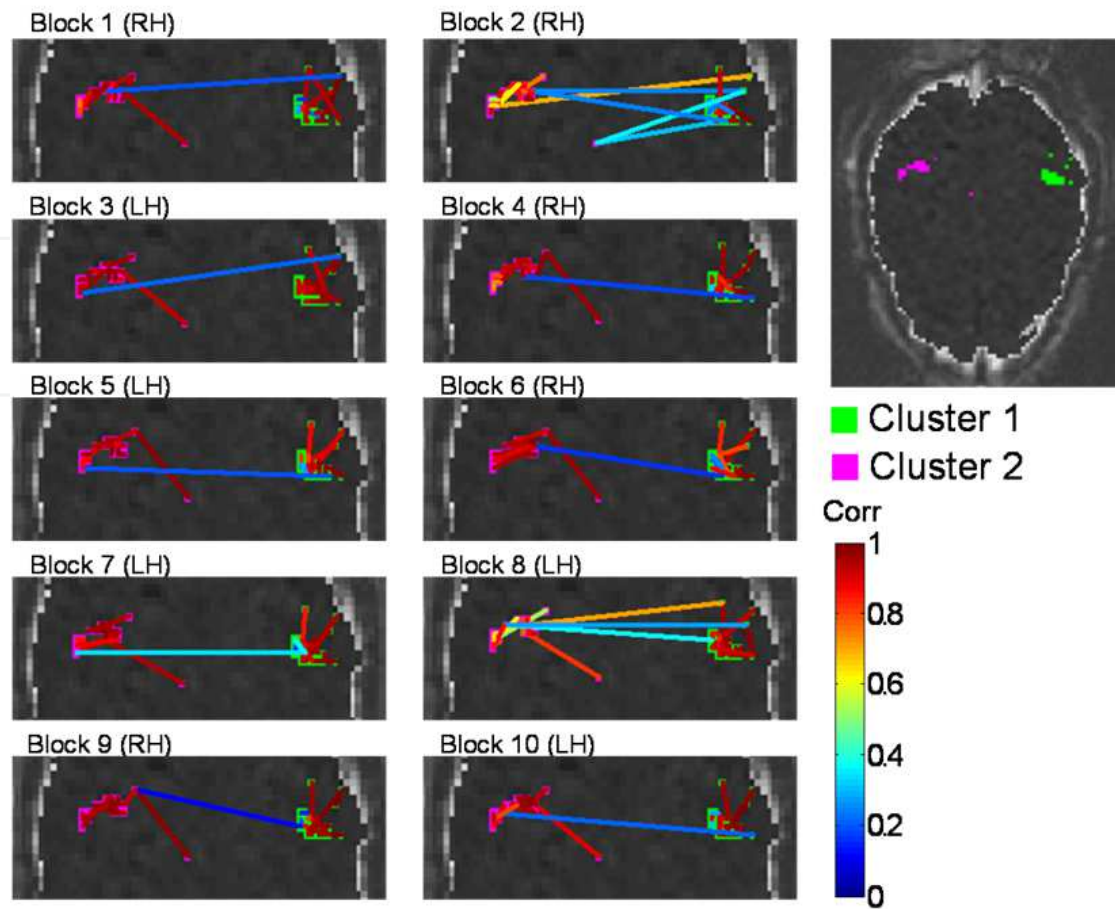 Block 1 (RH)
Block 2 (RH)
Block 3 (LH)
Block 4 (RH)
Block 5 (LH)
Block 6 (RH)
Block 7 (LH)
Block 8 (LH)
Block 9 (RH)
Block 10 (LH)
Cluster 1
Cluster 2
Corr
1
0.8
0.6
0.4
0.2
0